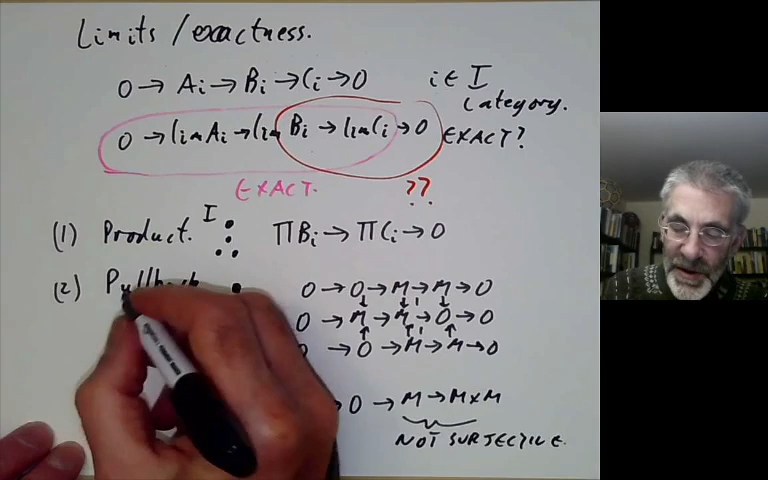 Limits / exactness.
0 → Ai → Bi → Ci → 0 i ∈ I
category.
0 → lim Ai → lim Bi → lim Ci → 0 EXACT?
EXACT. ??
(1) Product. I ΠBi → ΠCi → 0
(2) 0 → 0 → M → M → 0
0 → M → M → 0 → 0
0 → 0 → M → M → 0
0 → M → M×M
NOT SURJECTIVE.